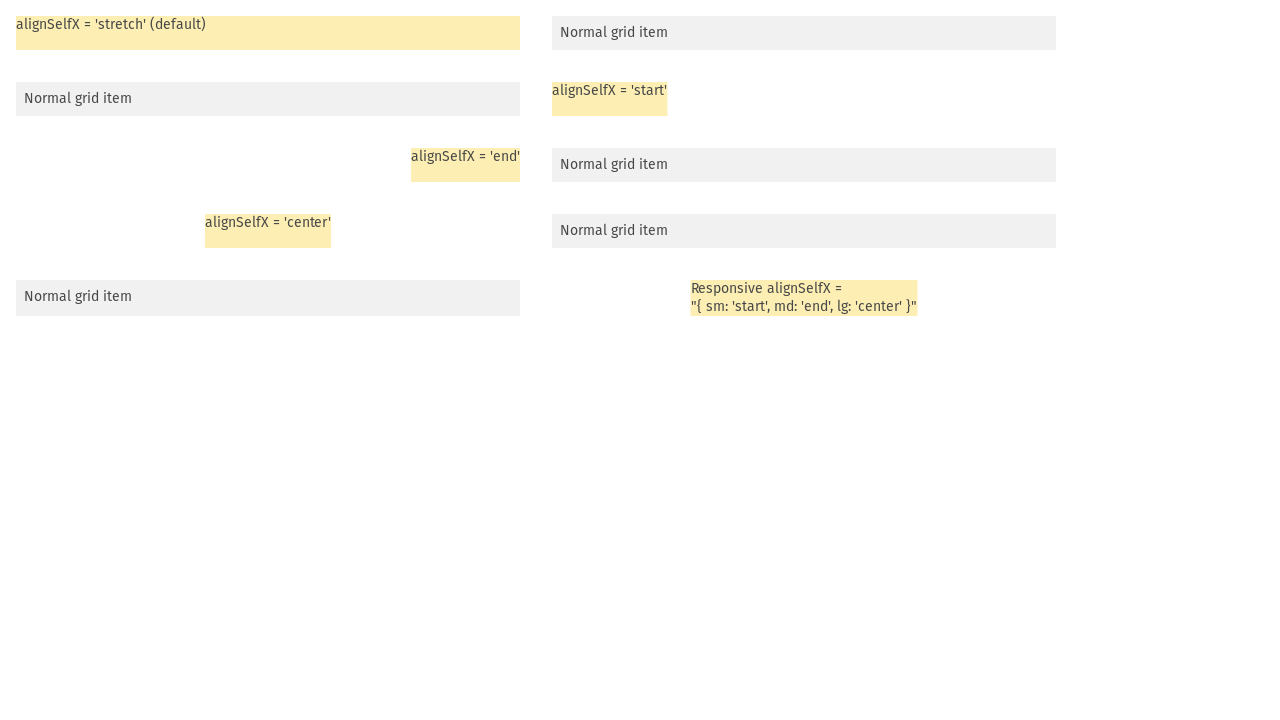 alignSelfX = 'stretch' (default)
Normal grid item
Normal grid item
alignSelfX = 'start'
alignSelfX = 'end'
Normal grid item
alignSelfX = 'center'
Normal grid item
Normal grid item
Responsive alignSelfX =
"{ sm: 'start', md: 'end', lg: 'center' }"